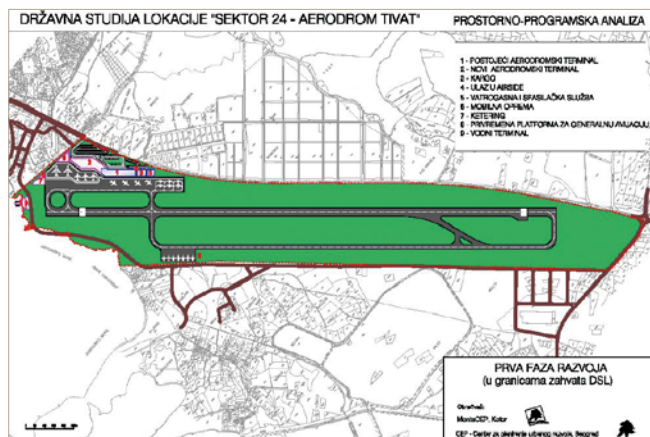 DRŽAVNA STUDIJA LOKACIJE "SEKTOR 24 - AERODROM TIVAT"
PROSTORNO-PROGRAMSKA ANALIZA
1 - POSTOJEĆI AERODROMSKI TERMINAL
2 - NOVI AERODROMSKI TERMINAL
3 - KARGO
4 - ULAZ U AIRSIDE
5 - VATROGASNA I SPASILAČKA SLUŽBA
6 - MOBILNA OPREMA
7 - KETERING
8 - PRIVREMENA PLATFORMA ZA GENERALNU AVIJACIJU
9 - VODNI TERMINAL
PRVA FAZA RAZVOJA
(u granicama zahvata DSL)
Obrađivač:
MonteCEP, Kotor
CEP - Centar za planiranje urbanog razvoja, Beograd